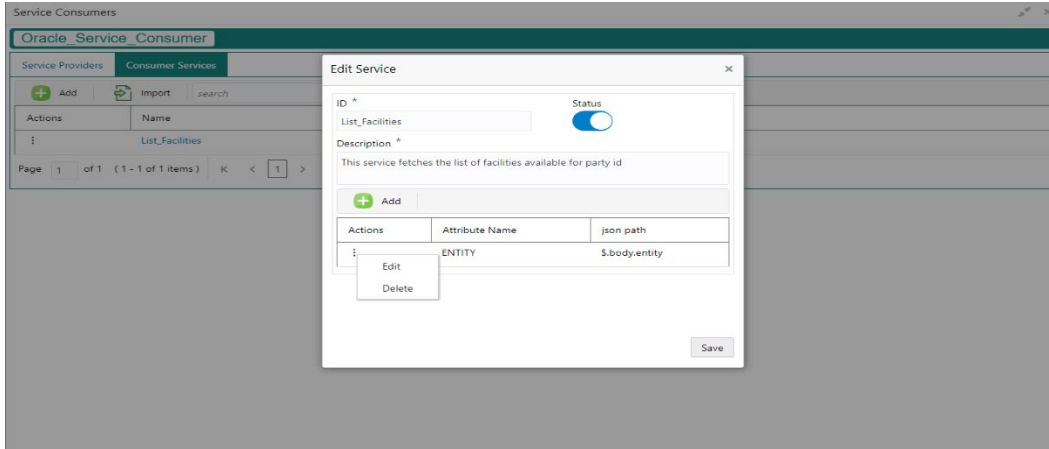 Service Consumers
Oracle_Service_Consumer
Service Providers Consumer Services
Add Import search
Actions Name
List_Facilities
Page 1 of 1 ( 1 - 1 of 1 items ) K < 1 >
Edit Service ×
ID * Status
List_Facilities
Description *
This service fetches the list of facilities available for party id
Add
Actions Attribute Name json path
ENTITY $.body.entity
Edit
Delete
Save